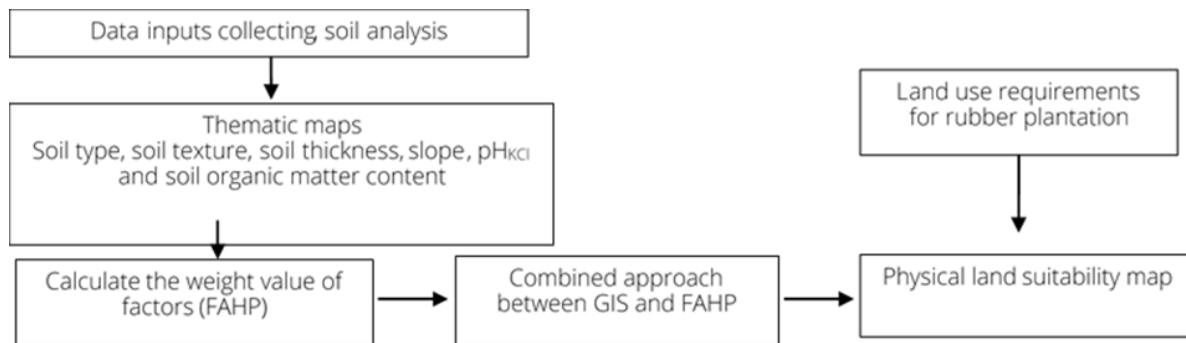 Data inputs collecting, soil analysis
Thematic maps
Soil type, soil texture, soil thickness, slope, pHKCl
and soil organic matter content
Calculate the weight value of
factors (FAHP)
Combined approach
between GIS and FAHP
Land use requirements
for rubber plantation
Physical land suitability map